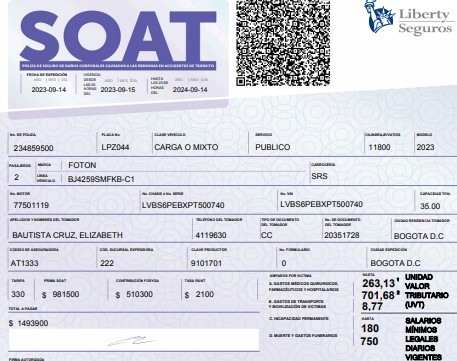 SOAT
Liberty
Seguros
PÓLIZA DE SEGURO DE DAÑOS CORPORALES CAUSADOS A LAS PERSONAS EN ACCIDENTES DE TRÁNSITO
FECHA DE EXPEDICIÓN
2023-09-14
VIGENCIA
DESDE
LAS 00
HORAS
DEL
2023-09-15
HASTA
LAS 23:59
HORAS
DEL
2024-09-14
No. DE PÓLIZA
PLACA No.
CLASE VEHÍCULO
SERVICIO
CILINDRAJE/VATIOS
MODELO
234859500
LPZ044
CARGA O MIXTO
PUBLICO
11800
2023
PASAJEROS
MARCA
FOTON
CARROCERÍA
2
LÍNEA
VEHÍCULO
BJ4259SMFKB-C1
SRS
No. MOTOR
No. CHASIS o No. SERIE
No. VIN
CAPACIDAD TON.
77501119
LVBS6PEBXPT500740
LVBS6PEBXPT500740
35.00
APELLIDOS Y NOMBRES DEL TOMADOR
TELÉFONO DEL TOMADOR
TIPO DE DOCUMENTO
DEL TOMADOR
No. DE DOCUMENTO
DEL TOMADOR
CIUDAD RESIDENCIA TOMADOR
BAUTISTA CRUZ, ELIZABETH
4119630
CC
20351728
BOGOTA D.C
CÓDIGO DE ASEGURADORA
COD. SUCURSAL EXPEDIDORA
CLAVE PRODUCTOR
No. FORMULARIO
CIUDAD EXPEDICIÓN
AT1333
222
9101701
0
BOGOTA D.C
TARIFA
PRIMA SOAT
CONTRIBUCIÓN FOSYGA
TASA RUNT
330
$ 981500
$ 510300
$ 2100
AMPAROS POR VÍCTIMA
HASTA
A. GASTOS MÉDICOS QUIRÚRGICOS,
FARMACÉUTICOS Y HOSPITALARIOS
263,13
701,68
8,77
UNIDAD
VALOR
TRIBUTARIO
(UVT)
B. GASTOS DE TRANSPORTE
Y MOVILIZACIÓN DE VÍCTIMAS
TOTAL A PAGAR
$ 1493900
C. INCAPACIDAD PERMANENTE
D. MUERTE Y GASTOS FUNERARIOS
HASTA
180
750
SALARIOS
MÍNIMOS
LEGALES
DIARIOS
VIGENTES
FIRMA AUTORIZADA